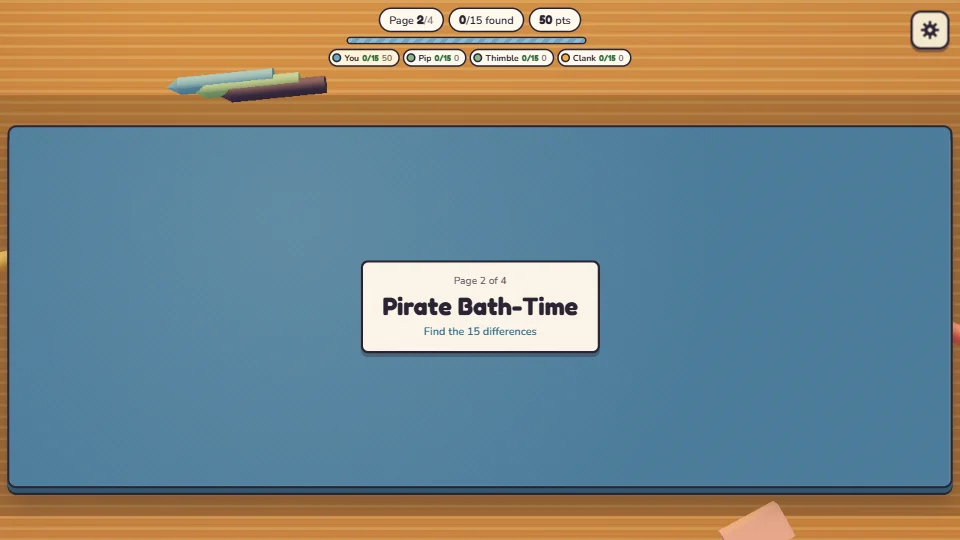 Page 2/4
0/15 found
50 pts
You 0/15 50
Pip 0/15 0
Thimble 0/15 0
Clank 0/15 0
Page 2 of 4
Pirate Bath-Time
Find the 15 differences